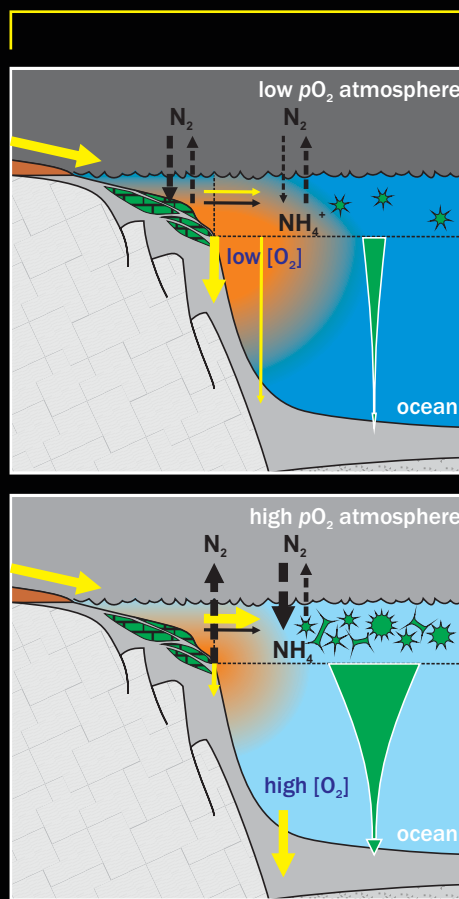 low pO₂ atmosphere
N₂ N₂
NH₄⁺
low [O₂]
ocean
high pO₂ atmosphere
N₂ N₂
NH₄
high [O₂]
ocean